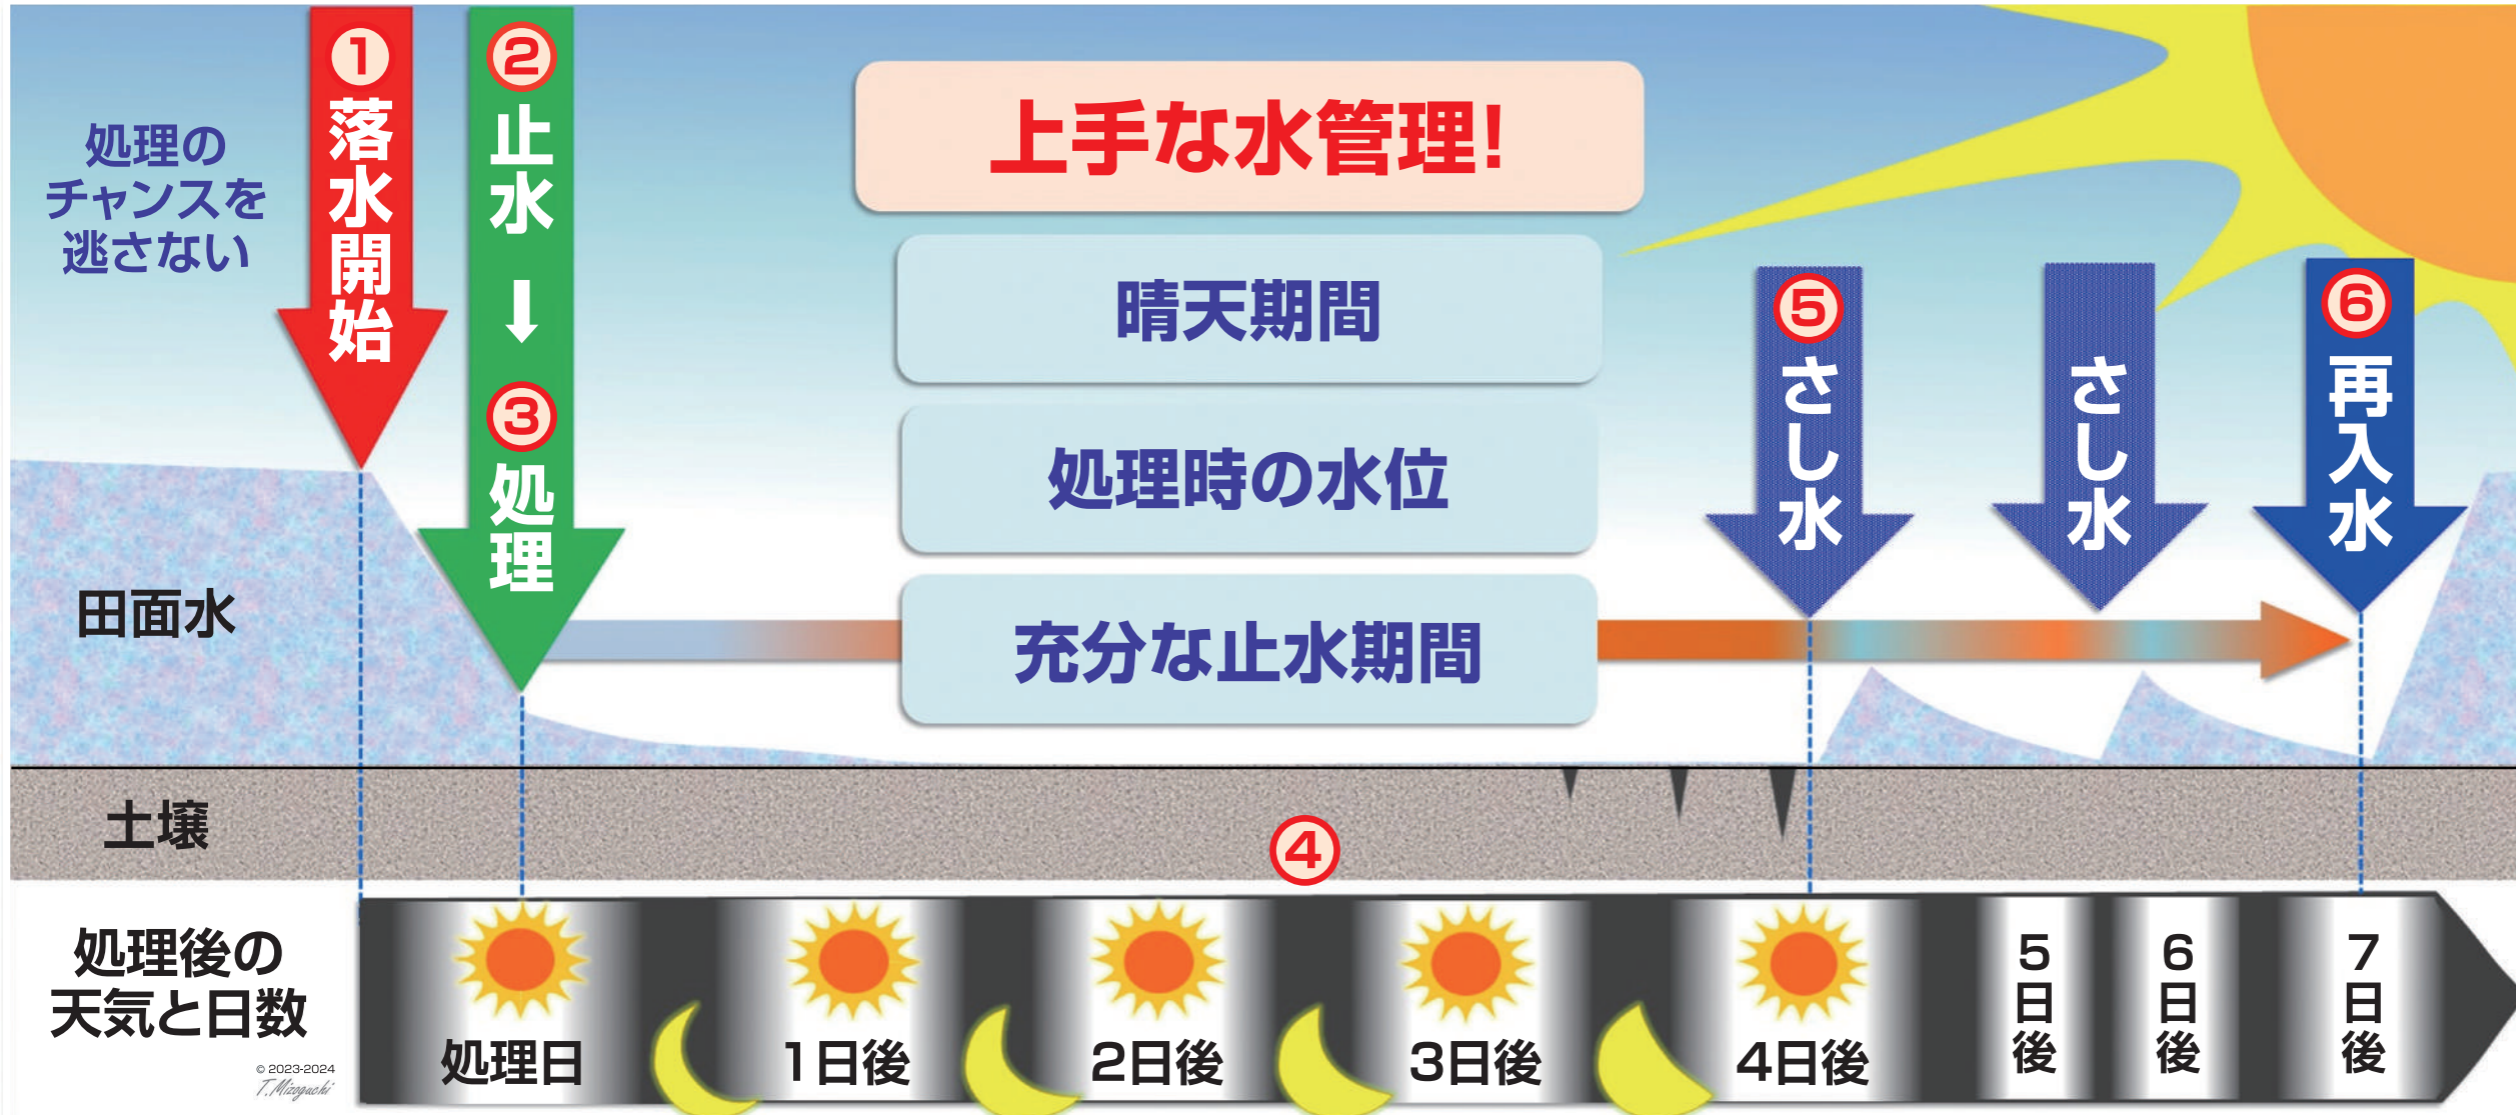 処理の
チャンスを
逃さない
①落水開始
②止水
↓
③処理
上手な水管理!
晴天期間
処理時の水位
充分な止水期間
⑤さし水
さし水
⑥再入水
田面水
土壌
④
処理後の
天気と日数
処理日
1日後
2日後
3日後
4日後
5日後
6日後
7日後
© 2023-2024
T.Mizoguchi